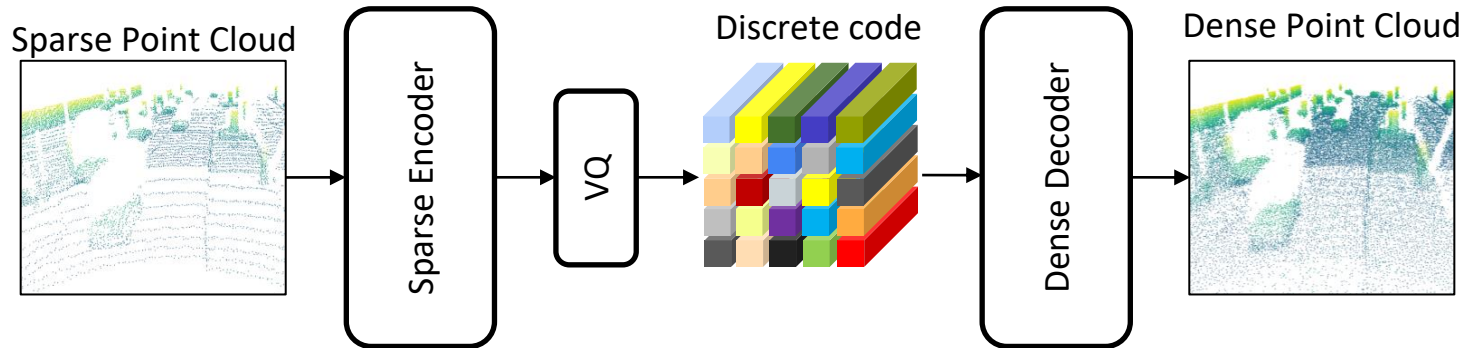 Sparse Point Cloud
Sparse Encoder
VQ
Discrete code
Dense Decoder
Dense Point Cloud